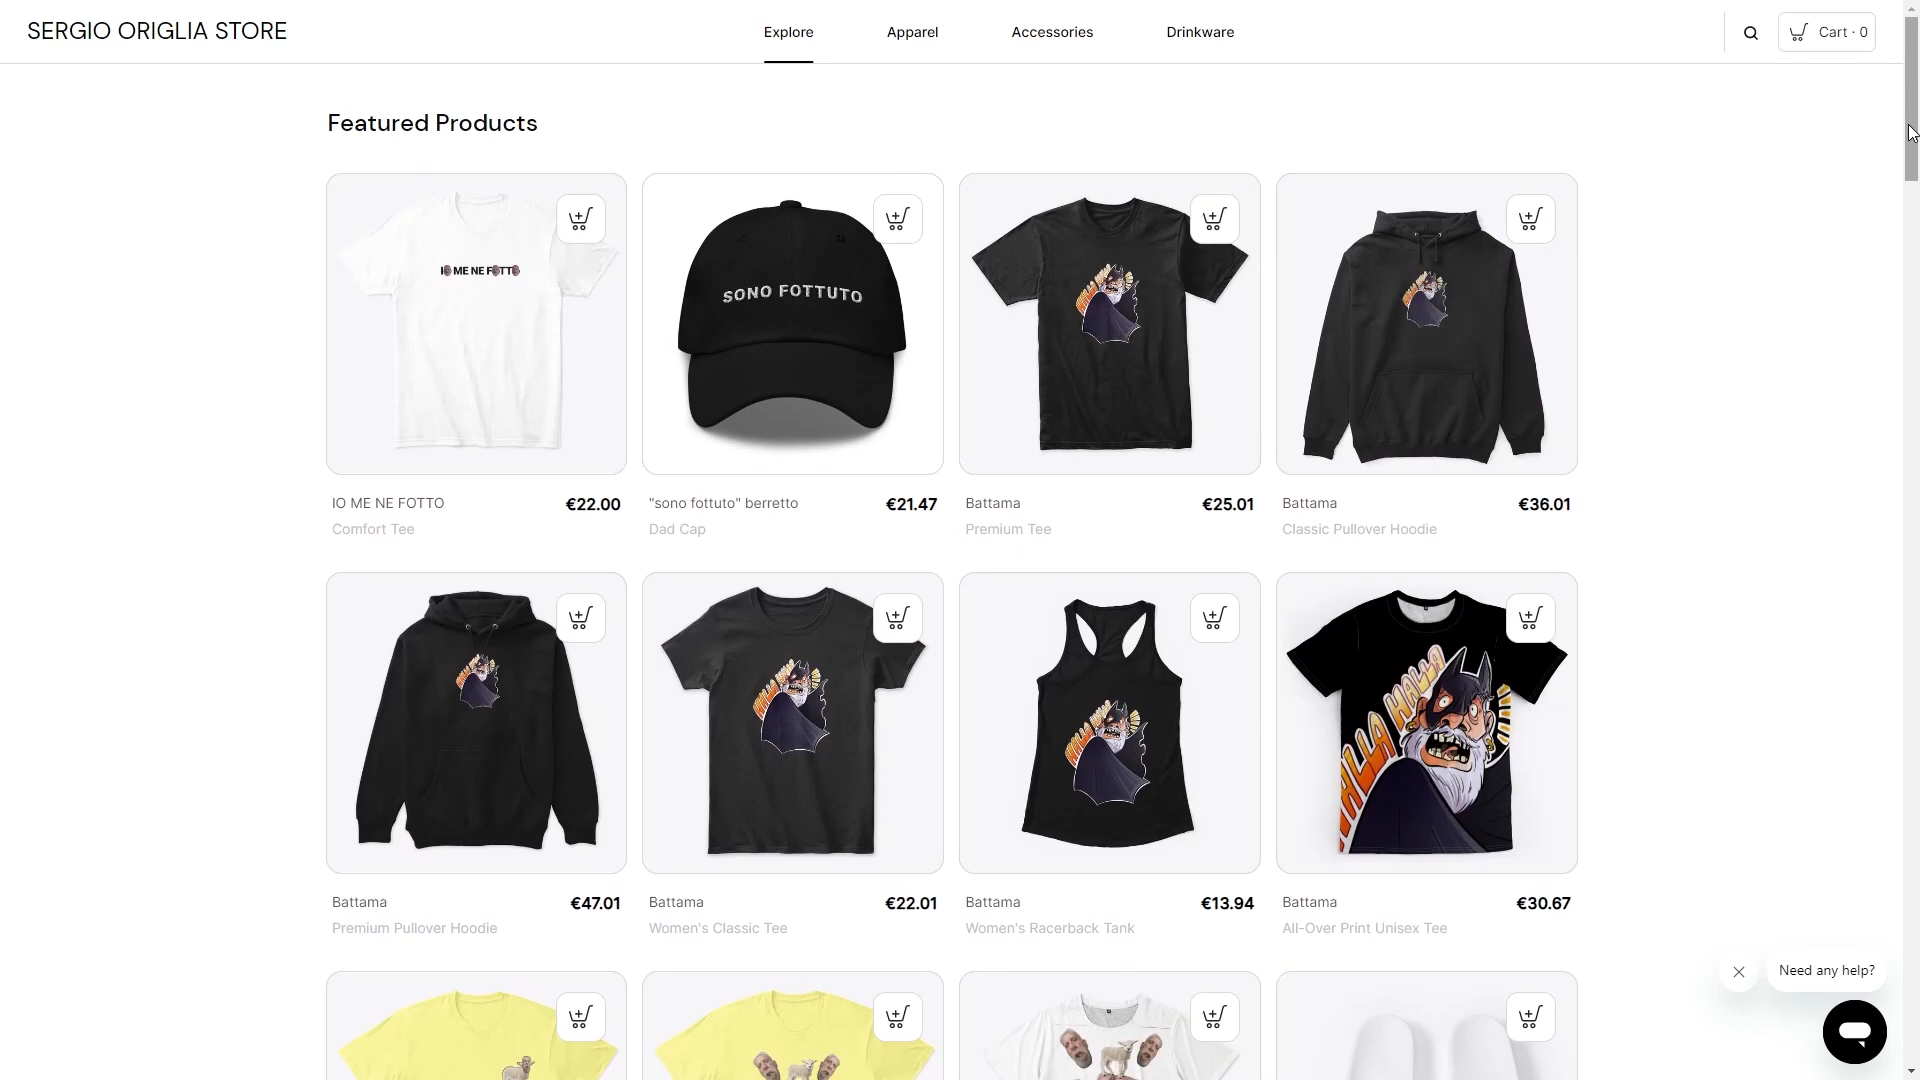 SERGIO ORIGLIA STORE
Explore
Apparel
Accessories
Drinkware
Cart · 0
Featured Products
IO ME NE FOTTO
SONO FOTTUTO
IO ME NE FOTTO
€22.00
Comfort Tee
"sono fottuto" berretto
€21.47
Dad Cap
Battama
€25.01
Premium Tee
Battama
€36.01
Classic Pullover Hoodie
HALLA HALLA
Battama
€47.01
Premium Pullover Hoodie
Battama
€22.01
Women's Classic Tee
Battama
€13.94
Women's Racerback Tank
Battama
€30.67
All-Over Print Unisex Tee
Need any help?